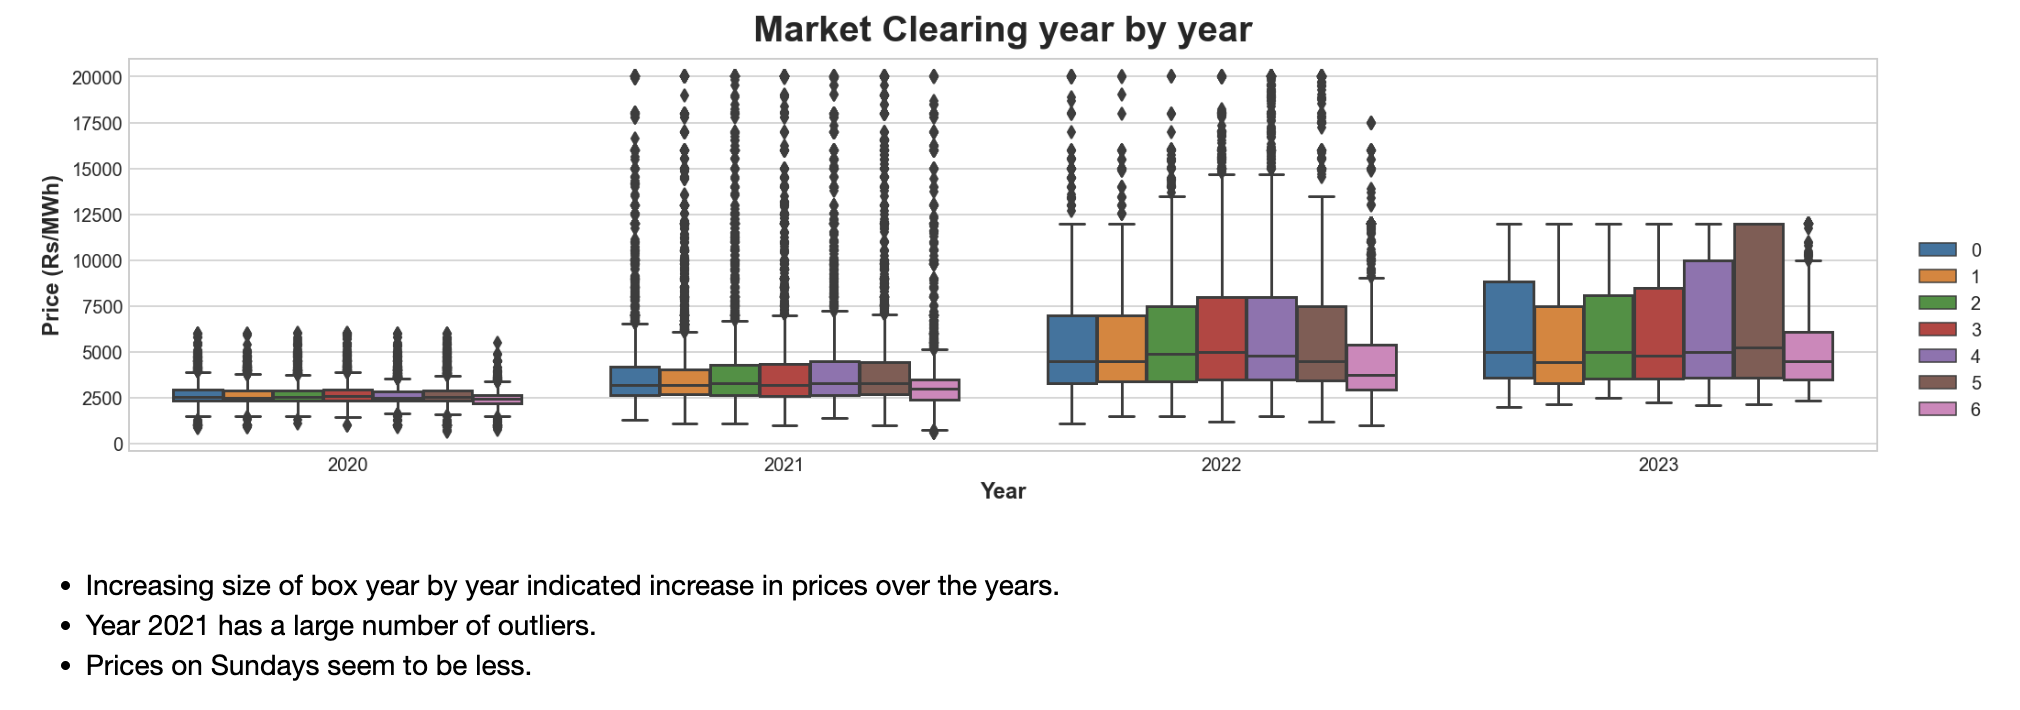 Market Clearing year by year
20000
17500
15000
12500
10000
7500
5000
2500
0
Price (Rs/MWh)
2020 2021 2022 2023
Year
0
1
2
3
4
5
6
• Increasing size of box year by year indicated increase in prices over the years.
• Year 2021 has a large number of outliers.
• Prices on Sundays seem to be less.